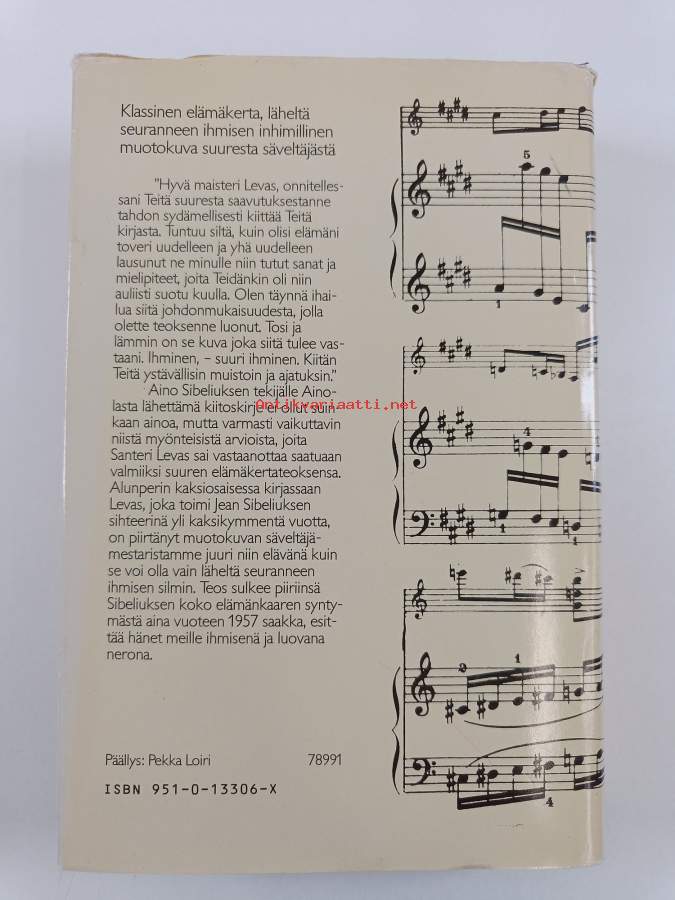 Klassinen elämäkerta, läheltä
seuranneen ihmisen inhimillinen
muotokuva suuresta säveltäjästä
"Hyvä maisteri Levas, onnitelles-
sani Teitä suuresta saavutuksestanne
tahdon sydämellisesti kiittää Teitä
kirjasta. Tuntuu siltä, kuin olisi elämäni
toveri uudelleen ja yhä uudelleen
lausunut ne minulle niin tutut sanat ja
mielipiteet, joita Teidänkin oli niin
auliisti suotu kuulla. Olen täynnä ihai-
lua siitä johdonmukaisuudesta, jolla
olette teoksenne luonut. Tosi ja
lämmin on se kuva joka siitä tulee vas-
taani. Ihminen, – suuri ihminen. Kiitän
Teitä ystävällisin muistoin ja ajatuksin."
Aino Sibeliuksen tekijälle Aino-
lasta lähettämä kiitoskirje ei ollut suin-
kaan ainoa, mutta varmasti vaikuttavin
niistä myönteisistä arvioista, joita
Santeri Levas sai vastaanottaa saatuaan
valmiiksi suuren elämäkertateoksensa.
Alunperin kaksiosaisessa kirjassaan
Levas, joka toimi Jean Sibeliuksen
sihteerinä yli kaksikymmentä vuotta,
on piirtänyt muotokuvan säveltäjä-
mestaristamme juuri niin elävänä kuin
se voi olla vain läheltä seuranneen
ihmisen silmin. Teos sulkee piiriinsä
Sibeliuksen koko elämänkaaren synty-
mästä aina vuoteen 1957 saakka, esit-
tää hänet meille ihmisenä ja luovana
nerona.
Päällys: Pekka Loiri 78991
ISBN 951-0-13306-X
Antikvariaatti.net
5
1
4
1
1
2
1
4